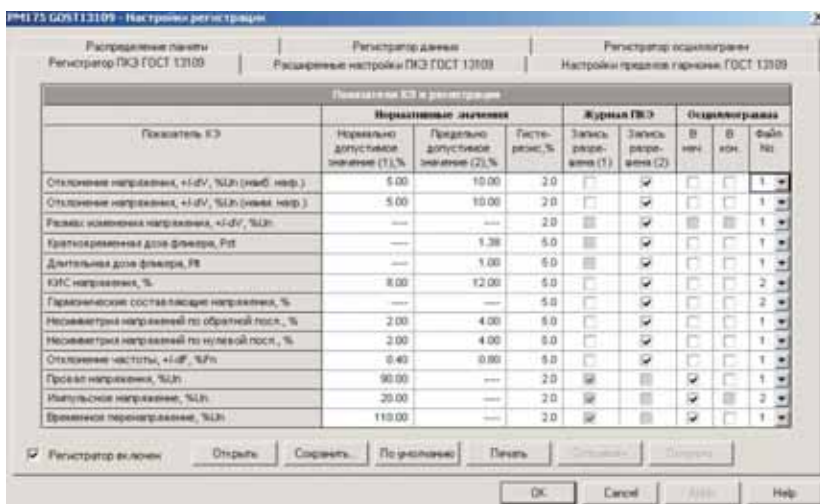 PM175 GOST13109 - Настройки регистрации
Распределение памяти
Регистратор данных
Регистратор осциллограмм
Регистратор ПКЭ ГОСТ 13109
Расширенные настройки ПКЭ ГОСТ 13109
Настройки пределов гармоник ГОСТ 13109
Показатели КЭ и регистрации
Показатель КЭ
Нормативные значения
Журнал ПКЭ
Осциллограмма
Нормально допустимое значение (1),%
Предельно допустимое значение (2),%
Гисте-резис,%
Запись разре-шена (1)
Запись разре-шена (2)
В нач.
В кон.
Файл No
Отклонение напряжения, +/-dV, %Un (наиб. нагр.) 5.00 10.00 2.0 1
Отклонение напряжения, +/-dV, %Un (наим. нагр.) 5.00 10.00 2.0 1
Размах изменения напряжения, +/-dV, %Un ---- ---- 2.0 1
Кратковременная доза фликера, Pst ---- 1.38 5.0 1
Длительная доза фликера, Plt ---- 1.00 5.0 1
КИС напряжения, % 8.00 12.00 5.0 2
Гармонические составляющие напряжения, % ---- ---- 5.0 2
Несимметрия напряжений по обратной посл., % 2.00 4.00 5.0 1
Несимметрия напряжений по нулевой посл., % 2.00 4.00 5.0 1
Отклонение частоты, +/-dF, %Fn 0.40 0.80 5.0 1
Провал напряжения, %Un 90.00 ---- 2.0 1
Импульсное напряжение, %Un 20.00 ---- 2.0 2
Временное перенапряжение, %Un 110.00 ---- 2.0 1
Регистратор включен
Открыть
Сохранить...
По умолчанию
Печать
OK
Cancel
Apply
Help